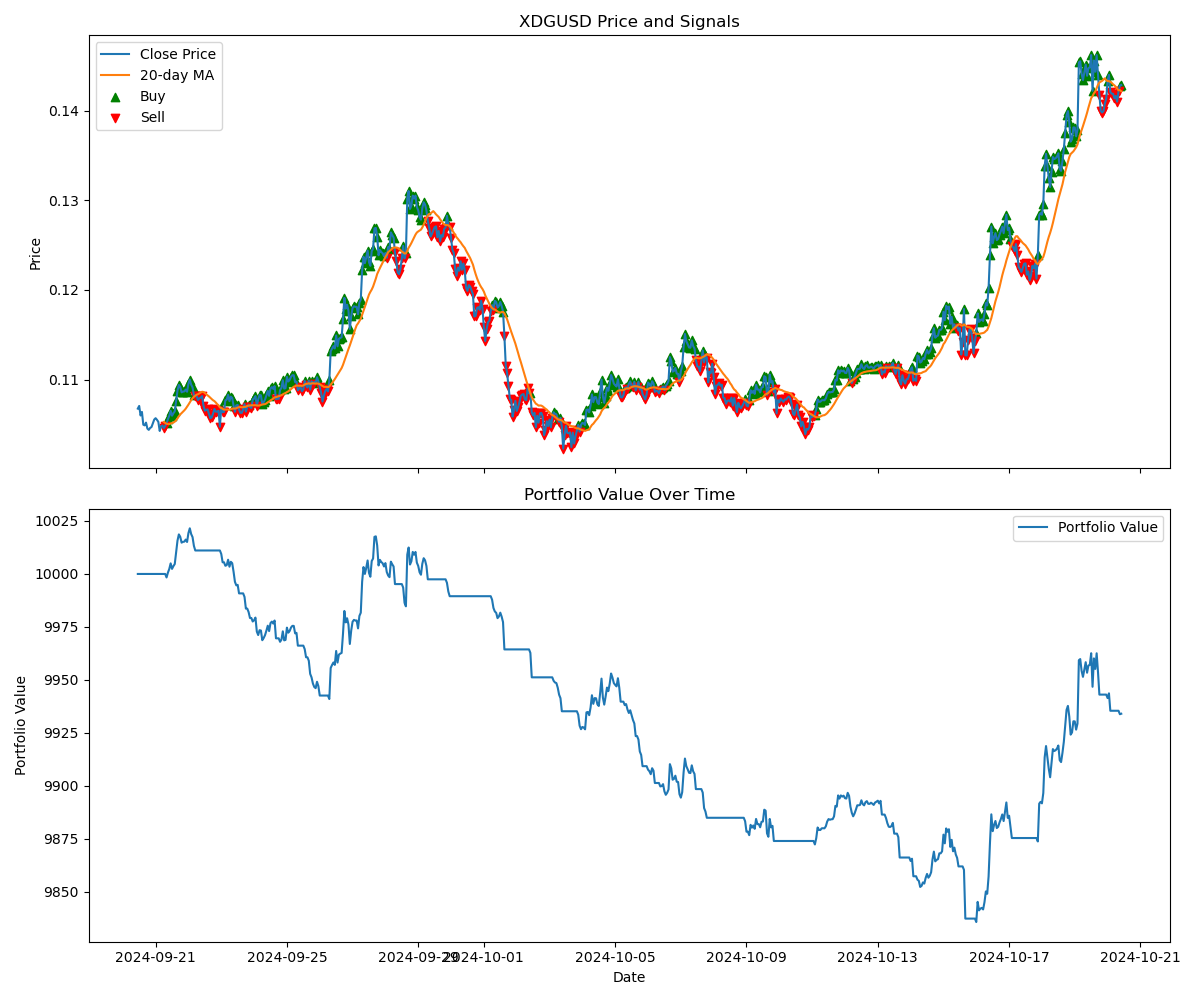 XDGUSD Price and Signals
Close Price
20-day MA
Buy
Sell
Price
0.14
0.13
0.12
0.11
Portfolio Value Over Time
Portfolio Value
Portfolio Value
10025
10000
9975
9950
9925
9900
9875
9850
2024-09-21
2024-09-25
2024-09-29
2024-10-01
2024-10-05
2024-10-09
2024-10-13
2024-10-17
2024-10-21
Date